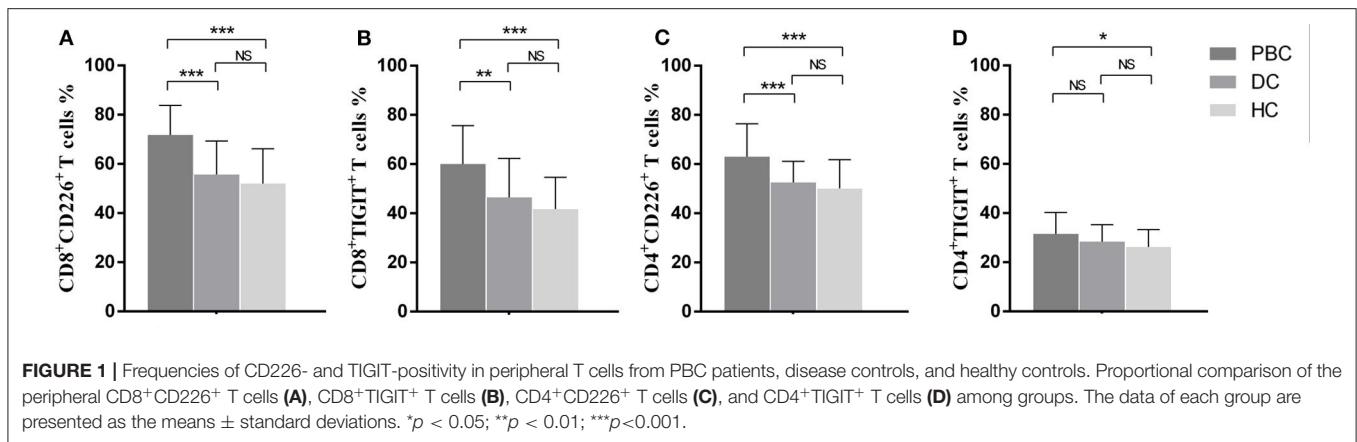 A
CD8+CD226+ T cells %
100
80
60
40
20
0
***
***
NS
B
CD8+TIGIT+ T cells %
100
80
60
40
20
0
***
**
NS
C
CD4+CD226+ T cells %
100
80
60
40
20
0
***
***
NS
D
CD4+TIGIT+ T cells %
100
80
60
40
20
0
*
NS
NS
PBC
DC
HC
FIGURE 1 | Frequencies of CD226- and TIGIT-positivity in peripheral T cells from PBC patients, disease controls, and healthy controls. Proportional comparison of the
peripheral CD8+CD226+ T cells (A), CD8+TIGIT+ T cells (B), CD4+CD226+ T cells (C), and CD4+TIGIT+ T cells (D) among groups. The data of each group are
presented as the means ± standard deviations. *p < 0.05; **p < 0.01; ***p<0.001.